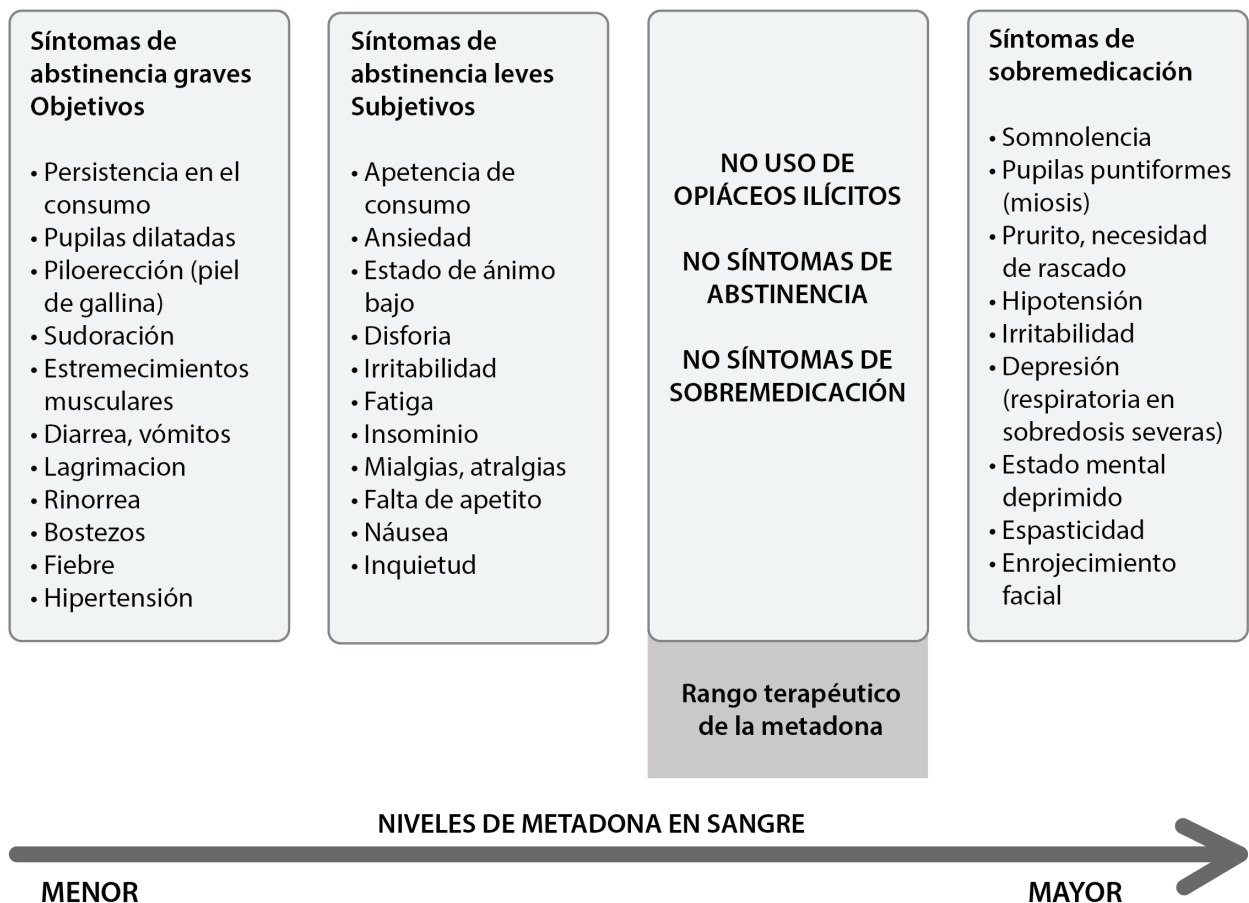 Síntomas de
abstinencia graves
Objetivos
• Persistencia en el
consumo
• Pupilas dilatadas
• Piloerección (piel
de gallina)
• Sudoración
• Estremecimientos
musculares
• Diarrea, vómitos
• Lagrimacion
• Rinorrea
• Bostezos
• Fiebre
• Hipertensión
Síntomas de
abstinencia leves
Subjetivos
• Apetencia de
consumo
• Ansiedad
• Estado de ánimo
bajo
• Disforia
• Irritabilidad
• Fatiga
• Insominio
• Mialgias, atralgias
• Falta de apetito
• Náusea
• Inquietud
NO USO DE
OPIÁCEOS ILÍCITOS
NO SÍNTOMAS DE
ABSTINENCIA
NO SÍNTOMAS DE
SOBREMEDICACIÓN
Rango terapéutico
de la metadona
Síntomas de
sobremedicación
• Somnolencia
• Pupilas puntiformes
(miosis)
• Prurito, necesidad
de rascado
• Hipotensión
• Irritabilidad
• Depresión
(respiratoria en
sobredosis severas)
• Estado mental
deprimido
• Espasticidad
• Enrojecimiento
facial
NIVELES DE METADONA EN SANGRE
MENOR
MAYOR